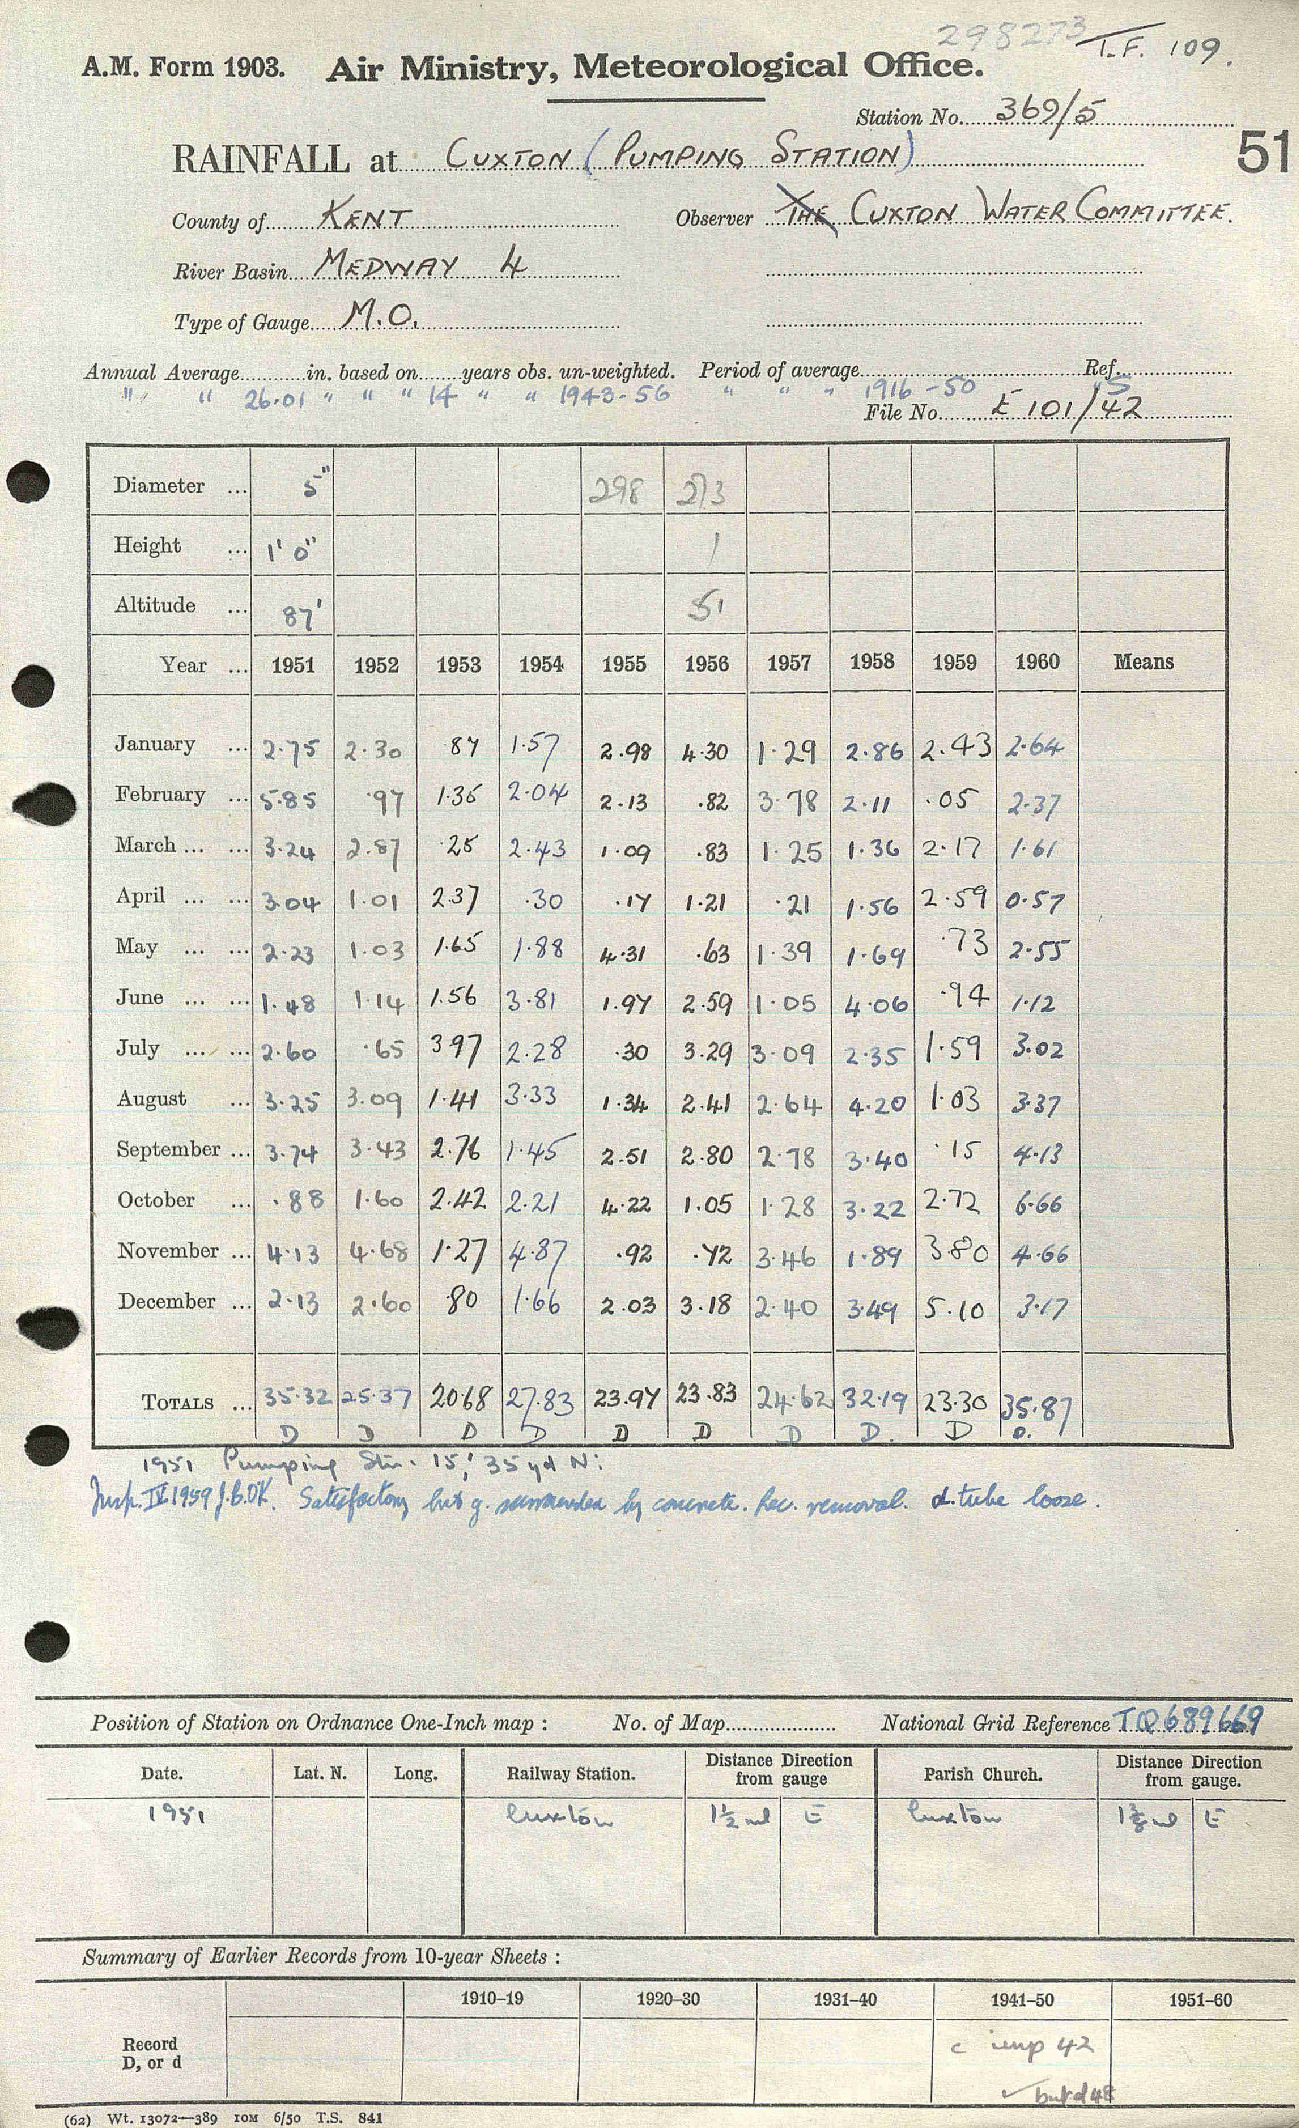 298273 T.F. 109.
A.M. Form 1903. Air Ministry, Meteorological Office.
Station No. 369/5
51
RAINFALL at CUXTON (PUMPING STATION)
County of KENT Observer THE CUXTON WATER COMMITTEE.
River Basin MEDWAY 4
Type of Gauge M.O.
Annual Average in. based on years obs. un-weighted. Period of average Ref.
" " 26.01 " " " 14 " " 1943-56 " " " 1916-50
File No. E 101/42
Diameter ... 5" 298 273
Height ... 1' 0" 1
Altitude ... 87' 51
Year ... 1951 1952 1953 1954 1955 1956 1957 1958 1959 1960 Means
January ... 2.75 2.30 87 1.57 2.98 4.30 1.29 2.86 2.43 2.64
February ... 5.85 .97 1.35 2.04 2.13 .82 3.78 2.11 .05 2.37
March ... ... 3.24 2.87 .25 2.43 1.09 .83 1.25 1.36 2.17 1.61
April ... ... 3.04 1.01 2.37 .30 .17 1.21 .21 1.56 2.59 0.57
May ... ... 2.23 1.03 1.65 1.88 4.31 .63 1.39 1.69 .73 2.55
June ... ... 1.48 1.14 1.56 3.81 1.97 2.59 1.05 4.06 .94 1.12
July ... ... 2.60 .65 3.97 2.28 .30 3.29 3.09 2.35 1.59 3.02
August ... 3.25 3.09 1.41 3.33 1.34 2.41 2.64 4.20 1.03 3.37
September ... 3.74 3.43 2.76 1.45 2.51 2.80 2.78 3.40 .15 4.13
October ... .88 1.60 2.42 2.21 4.22 1.05 1.28 3.22 2.72 6.66
November ... 4.13 4.68 1.27 4.87 .92 .72 3.46 1.89 3.80 4.66
December ... 2.13 2.60 .80 1.66 2.03 3.18 2.40 3.49 5.10 3.17
TOTALS ... 35.32 25.37 20.68 27.83 23.97 23.83 24.62 32.19 23.30 35.87
D D D D D D D D. D D.
1951 Pumping Stn. 15', 35 yd N:
Insp. IV 1959 J.B. OK. Satisfactory but g. surrounded by concrete. Rec. removal. d. tube loose.
Position of Station on Ordnance One-Inch map : No. of Map National Grid Reference TQ 689669
Date. Lat. N. Long. Railway Station. Distance Direction from gauge Parish Church. Distance Direction from gauge.
1951 Cuxton 1½ ml E Cuxton 1⅜ ml E
Summary of Earlier Records from 10-year Sheets :
1910–19 1920–30 1931–40 1941–50 1951–60
Record D, or d
c imp 42
✓ but d 48
(62) Wt. 13072—389 10M 6/50 T.S. 841